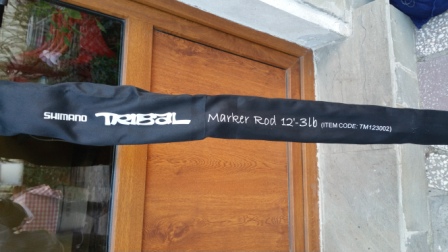 SHIMANO TRIBAL Marker Rod 12'-3lb (ITEM CODE: TM123002)